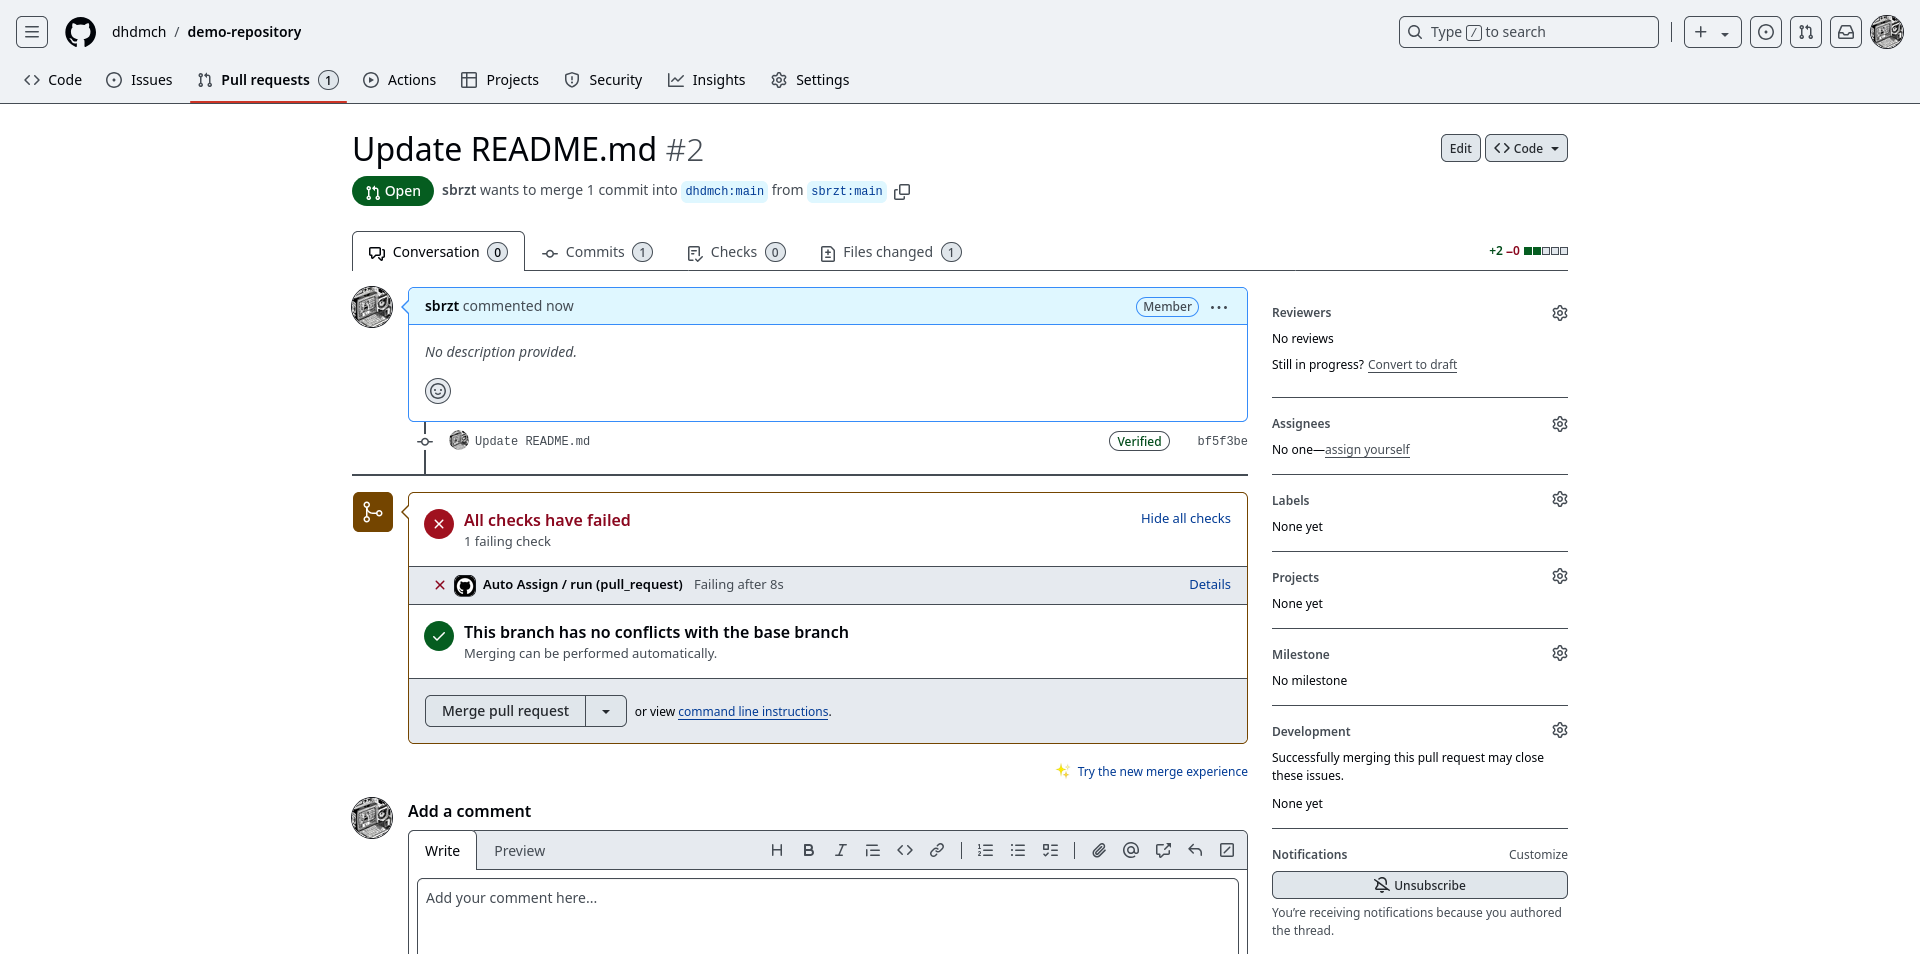 dhdmch / demo-repository
Type / to search
Code
Issues
Pull requests 1
Actions
Projects
Security
Insights
Settings
Update README.md #2
Edit
Code
Open
sbrzt wants to merge 1 commit into dhdmch:main from sbrzt:main
Conversation 0
Commits 1
Checks 0
Files changed 1
+2 −0
sbrzt commented now
Member
No description provided.
Update README.md
Verified
bf5f3be
All checks have failed
1 failing check
Hide all checks
Auto Assign / run (pull_request) Failing after 8s
Details
This branch has no conflicts with the base branch
Merging can be performed automatically.
Merge pull request
or view command line instructions.
Try the new merge experience
Add a comment
Write
Preview
Add your comment here...
Reviewers
No reviews
Still in progress? Convert to draft
Assignees
No one—assign yourself
Labels
None yet
Projects
None yet
Milestone
No milestone
Development
Successfully merging this pull request may close
these issues.
None yet
Notifications
Customize
Unsubscribe
You’re receiving notifications because you authored
the thread.